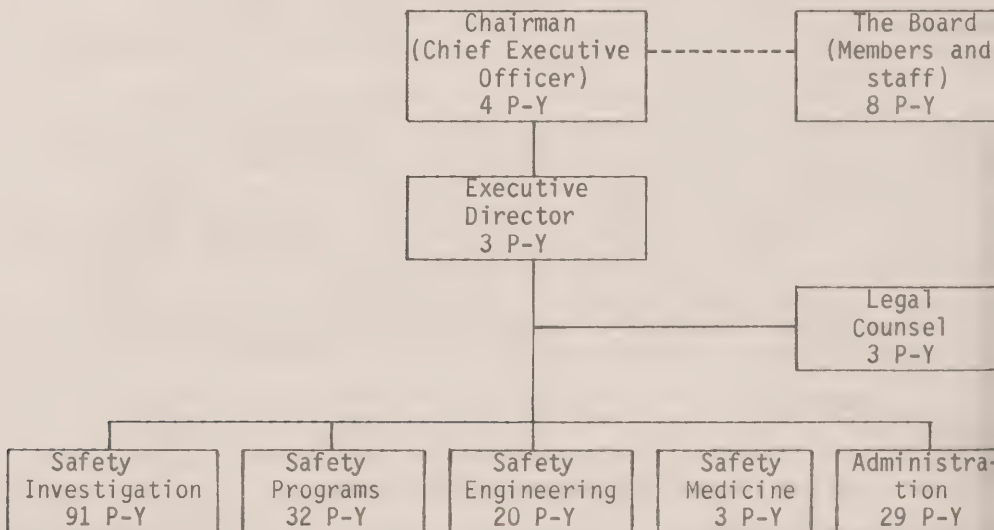 Chairman
(Chief Executive
Officer)
4 P-Y
The Board
(Members and
staff)
8 P-Y
Executive
Director
3 P-Y
Legal
Counsel
3 P-Y
Safety
Investigation
91 P-Y
Safety
Programs
32 P-Y
Safety
Engineering
20 P-Y
Safety
Medicine
3 P-Y
Administra-
tion
29 P-Y